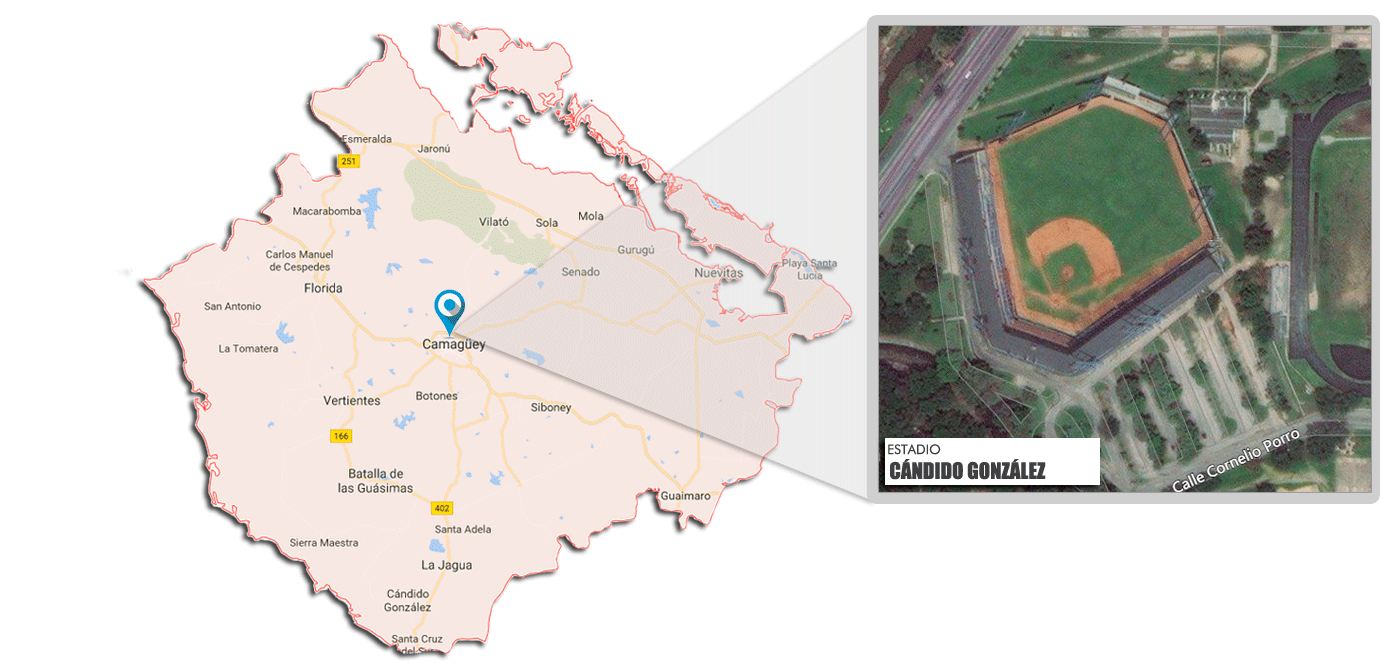 Esmeralda
Jaronú
251
Macarabomba
Vilató
Sola
Mola
Carlos Manuel
de Cespedes
Gurugú
Senado
Nuevitas
Playa Santa
Lucia
Florida
San Antonio
La Tomatera
Camagüey
Vertientes
Botones
Siboney
166
Batalla de
las Guásimas
Guaimaro
402
Santa Adela
Sierra Maestra
La Jagua
Cándido
González
Santa Cruz
del Sur
ESTADIO
CÁNDIDO GONZÁLEZ
Calle Cornelio Porro